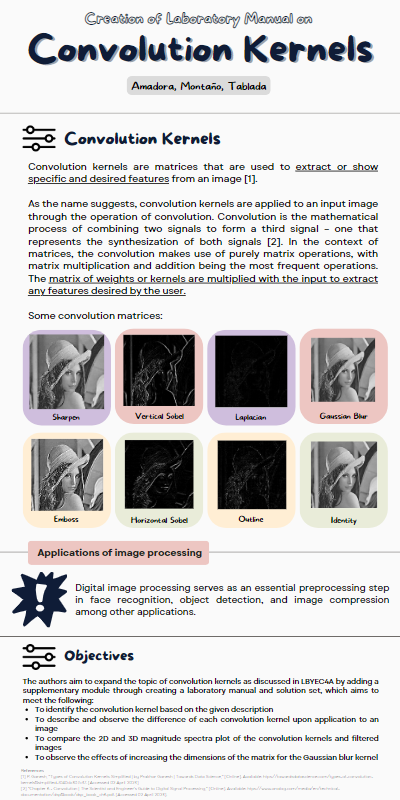 Creation of Laboratory Manual on
Convolution Kernels
Amadora, Montaño, Tablada
Convolution Kernels
Convolution kernels are matrices that are used to extract or show
specific and desired features from an image [1].
As the name suggests, convolution kernels are applied to an input image
through the operation of convolution. Convolution is the mathematical
process of combining two signals to form a third signal – one that
represents the synthesization of both signals [2]. In the context of
matrices, the convolution makes use of purely matrix operations, with
matrix multiplication and addition being the most frequent operations.
The matrix of weights or kernels are multiplied with the input to extract
any features desired by the user.
Some convolution matrices:
Sharpen
Vertical Sobel
Laplacian
Gaussian Blur
Emboss
Horizontal Sobel
Outline
Identity
Applications of image processing
Digital image processing serves as an essential preprocessing step
in face recognition, object detection, and image compression
among other applications.
Objectives
The authors aim to expand the topic of convolution kernels as discussed in LBYEC4A by adding a
supplementary module through creating a laboratory manual and solution set, which aims to
meet the following:
• To identify the convolution kernel based on the given description
• To describe and observe the difference of each convolution kernel upon application to an
image
• To compare the 2D and 3D magnitude spectra plot of the convolution kernels and filtered
images
• To observe the effects of increasing the dimensions of the matrix for the Gaussian blur kernel
References: